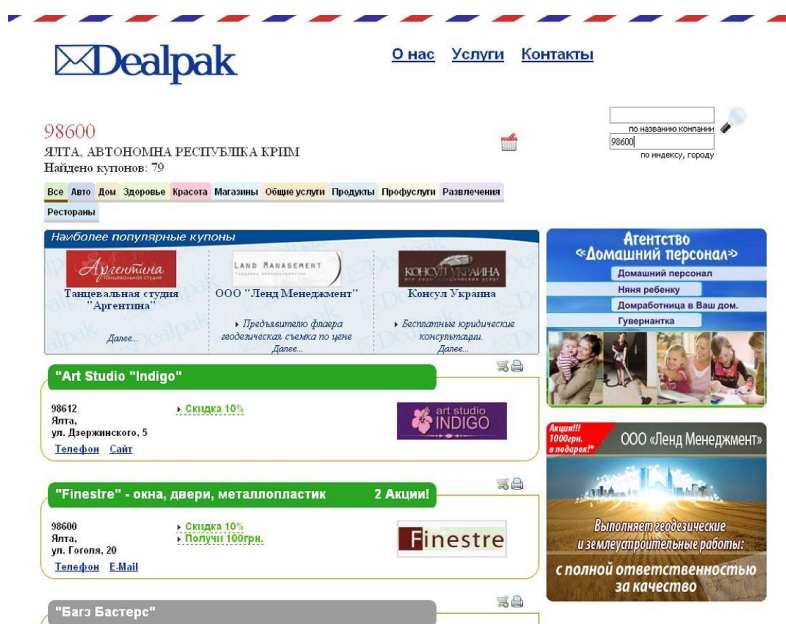 Dealpak
О нас Услуги Контакты
98600
ЯЛТА, АВТОНОМНА РЕСПУБЛІКА КРИМ
Найдено купонов: 79
по названию компании
98600
по индексу, городу
Все Авто Дом Здоровье Красота Магазины Общие услуги Продукты Профуслуги Развлечения
Рестораны
Наиболее популярные купоны
Аргентина
Танцевальная студия
"Аргентина"
Далее...
LAND MANAGEMENT
ООО "Ленд Менеджмент"
Предъявителю флаера
геодезическая съемка по цене
Далее...
КОНСУЛ УКРАИНА
Консул Украина
Бесплатные юридические
консультации.
Далее...
"Art Studio "Indigo"
98612
Ялта,
ул. Дзержинского, 5
Телефон Сайт
Скидка 10%
art studio
INDIGO
"Finestre" - окна, двери, металлопластик 2 Акции!
98600
Ялта,
ул. Гоголя, 20
Телефон E-Mail
Скидка 10%
Получи 100грн.
Finestre
"Багз Бастерс"
Агентство
«Домашний персонал»
Домашний персонал
Няня ребенку
Домработница в Ваш дом.
Гувернантка
Акция!!!
1000грн.
в подарок!*
ООО «Ленд Менеджмент»
Выполняет геодезические
и землеустроительные работы:
с полной ответственностью
за качество